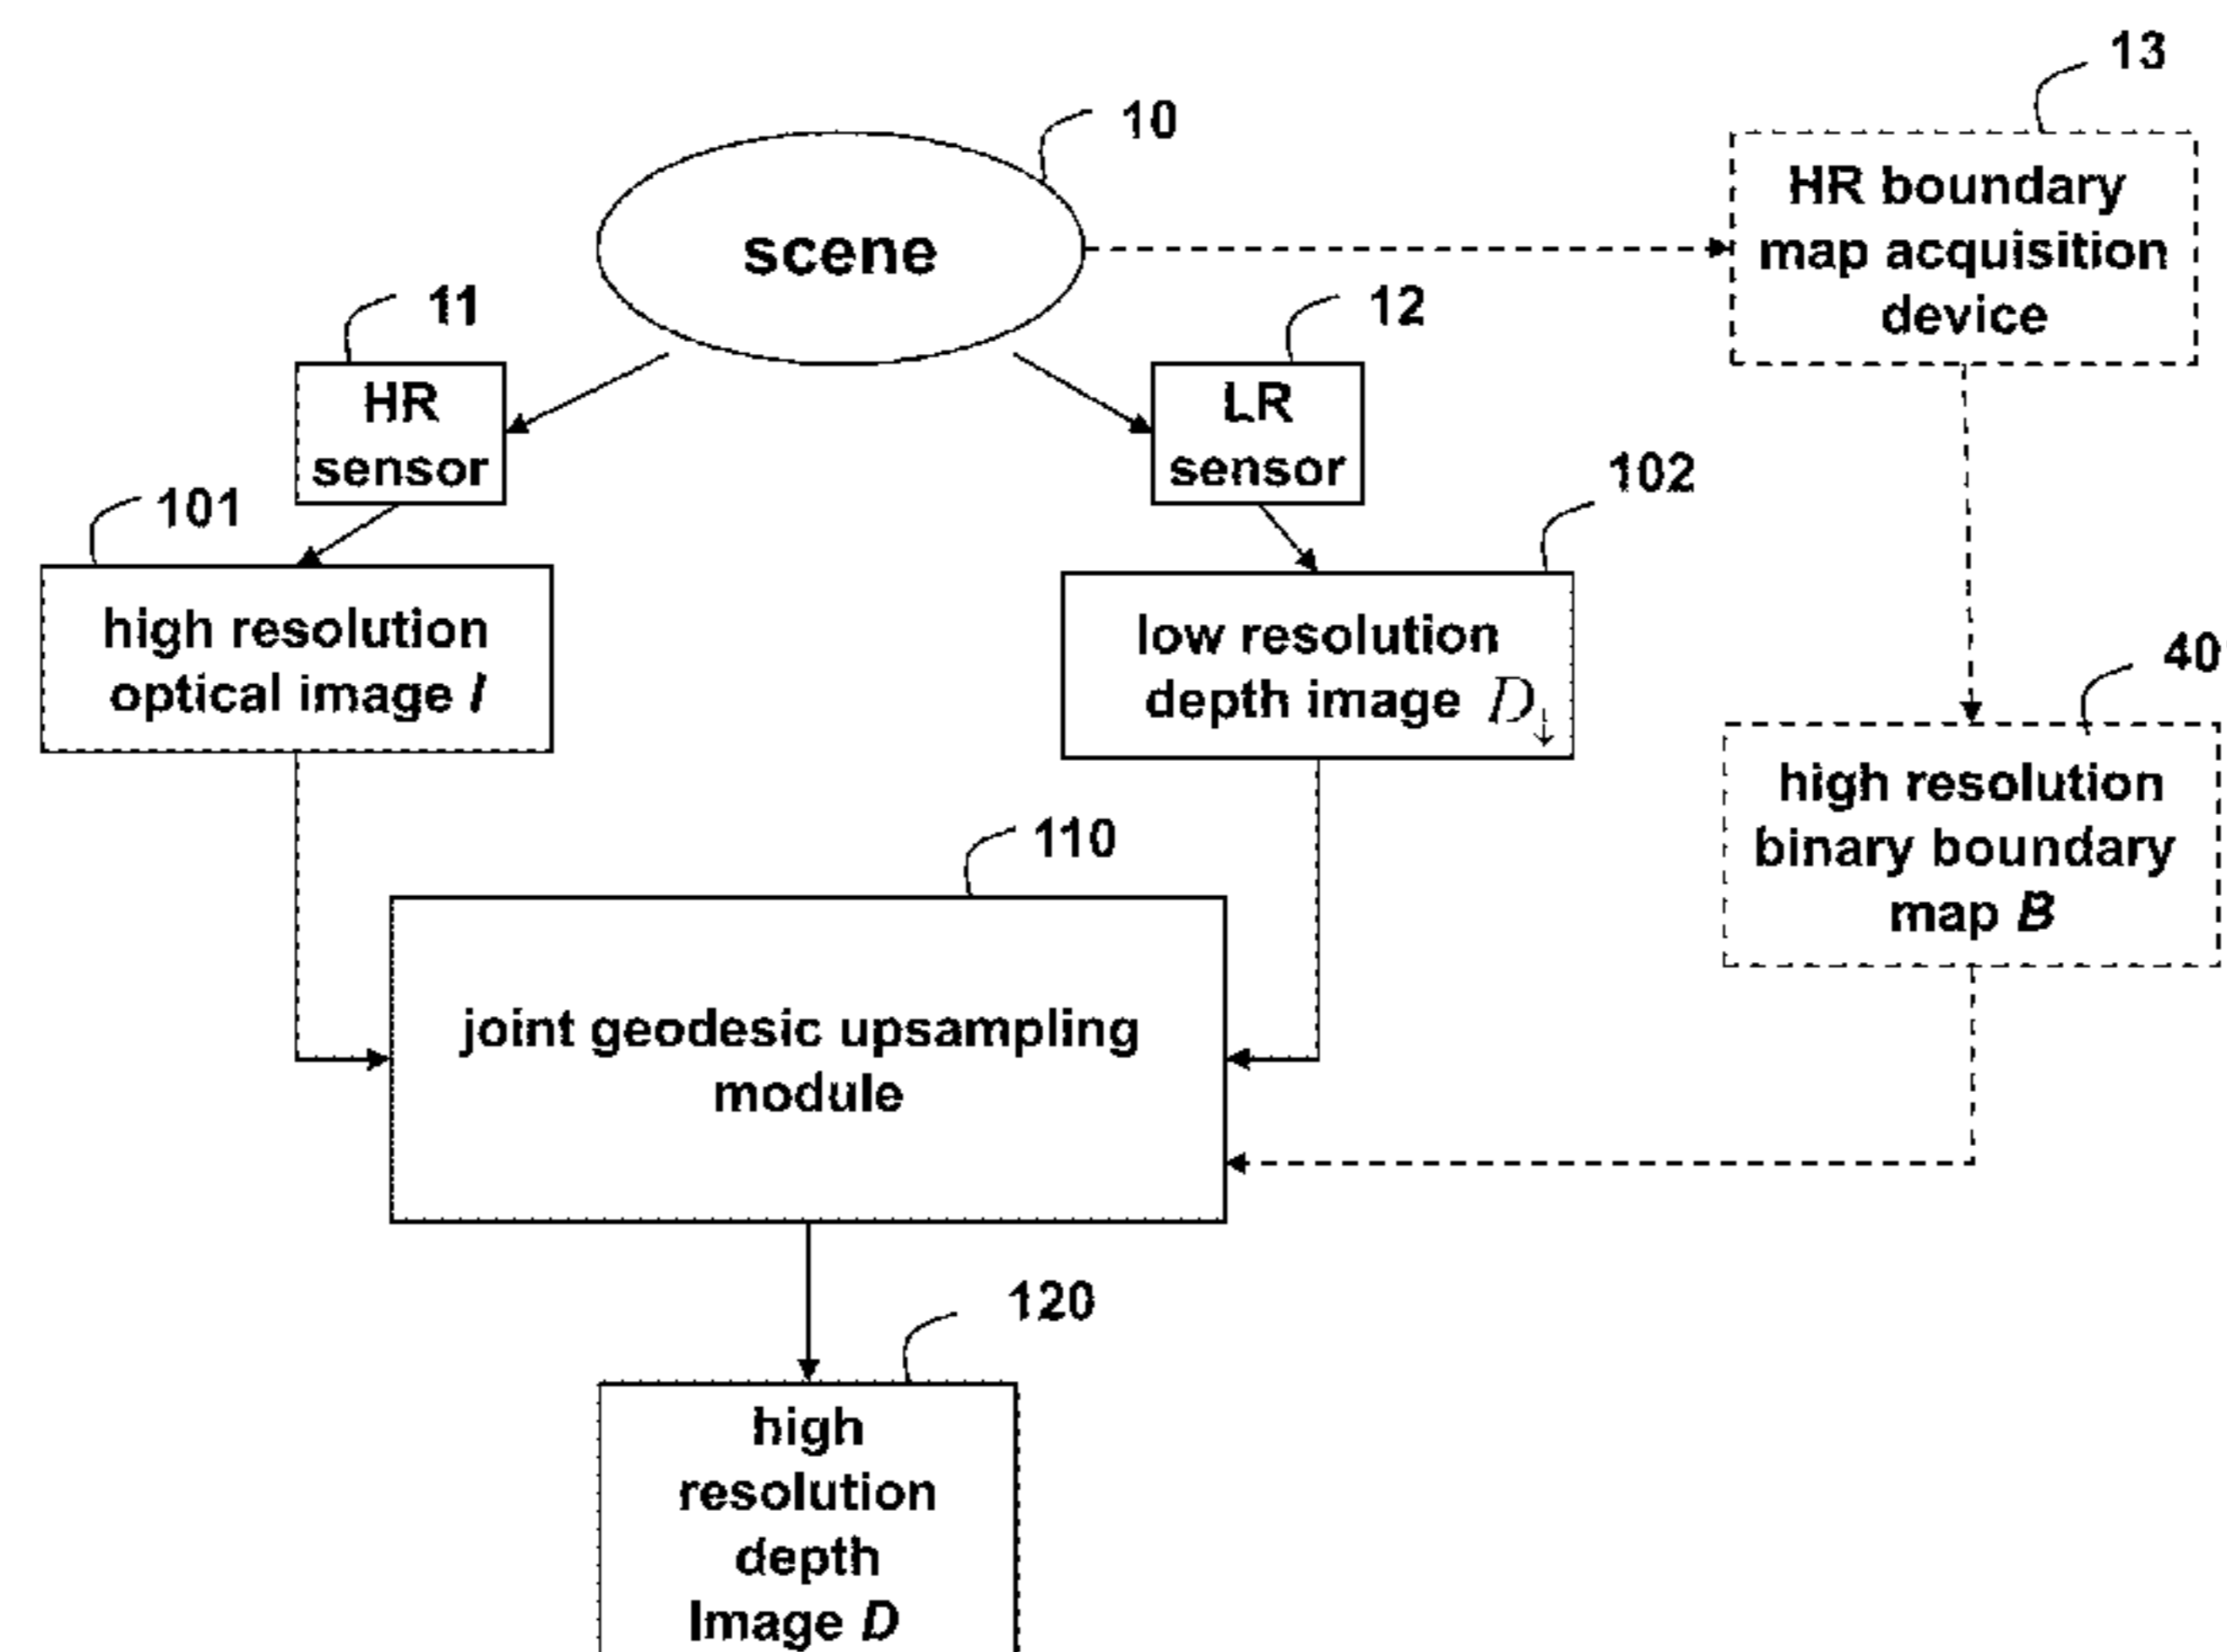 13
10
HR boundary
map acquisition
device
scene
11
12
HR
sensor
LR
sensor
101
102
high resolution
optical image I
low resolution
depth image D↓
40
high resolution
binary boundary
map B
110
joint geodesic upsampling
module
120
high
resolution
depth
Image D